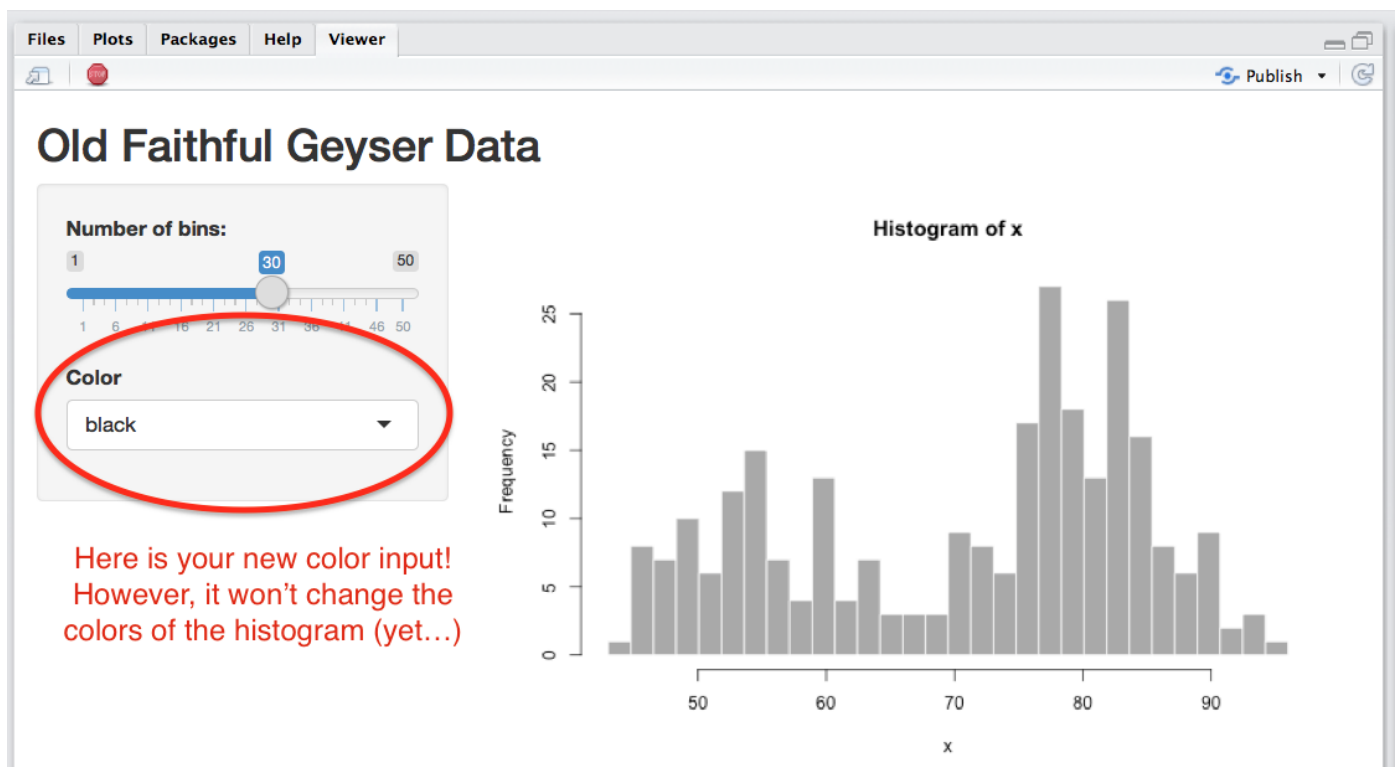 Files Plots Packages Help Viewer
STOP
Publish
Old Faithful Geyser Data
Number of bins:
1 30 50
1 6 11 16 21 26 31 36 41 46 50
Color
black
Here is your new color input!
However, it won’t change the
colors of the histogram (yet…)
Histogram of x
Frequency
25
20
15
10
5
0
50 60 70 80 90
x